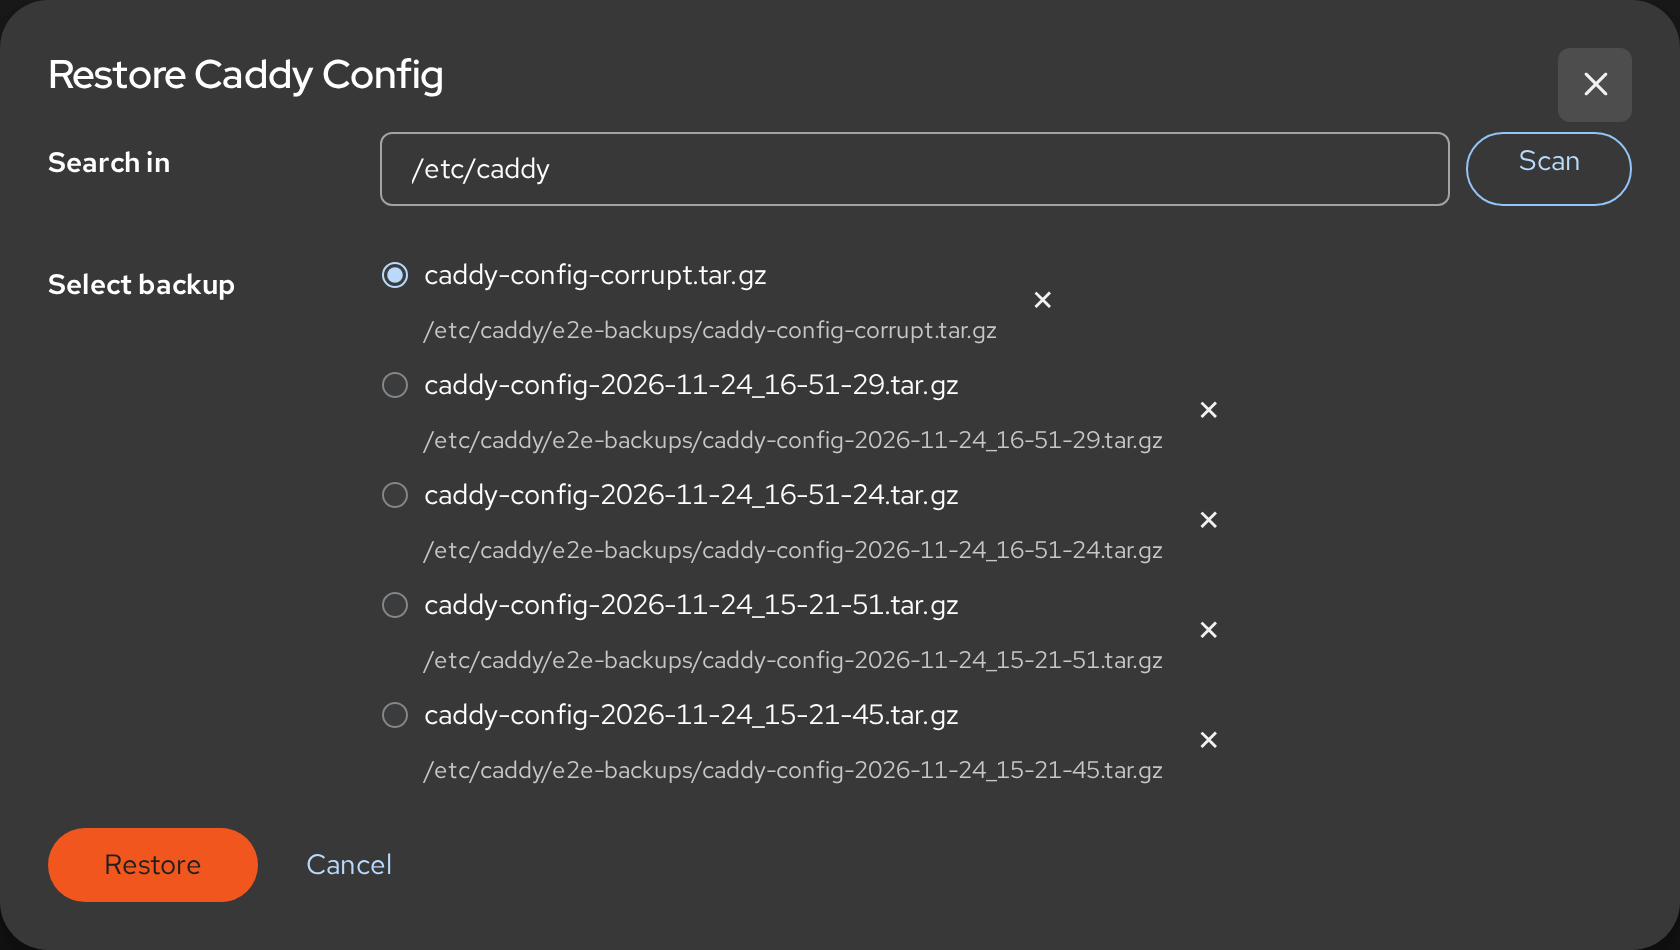 Restore Caddy Config
Search in
/etc/caddy
Scan
Select backup
caddy-config-corrupt.tar.gz
/etc/caddy/e2e-backups/caddy-config-corrupt.tar.gz
caddy-config-2026-11-24_16-51-29.tar.gz
/etc/caddy/e2e-backups/caddy-config-2026-11-24_16-51-29.tar.gz
caddy-config-2026-11-24_16-51-24.tar.gz
/etc/caddy/e2e-backups/caddy-config-2026-11-24_16-51-24.tar.gz
caddy-config-2026-11-24_15-21-51.tar.gz
/etc/caddy/e2e-backups/caddy-config-2026-11-24_15-21-51.tar.gz
caddy-config-2026-11-24_15-21-45.tar.gz
/etc/caddy/e2e-backups/caddy-config-2026-11-24_15-21-45.tar.gz
Restore
Cancel